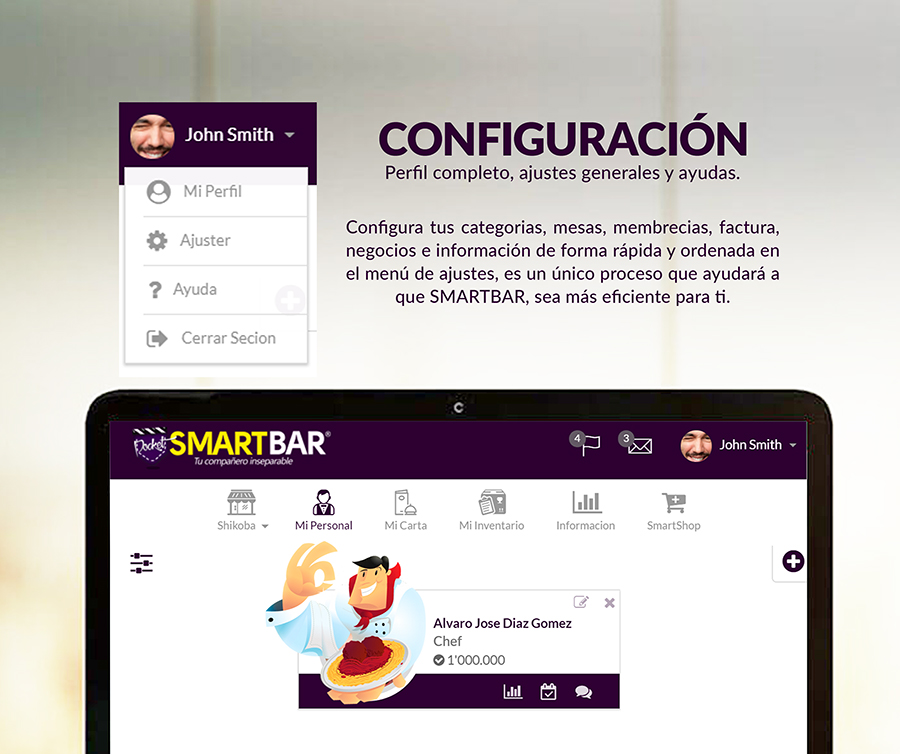 John Smith
Mi Perfil
Ajuster
Ayuda
Cerrar Secion
CONFIGURACIÓN
Perfil completo, ajustes generales y ayudas.
Configura tus categorias, mesas, membrecias, factura,
negocios e información de forma rápida y ordenada en
el menú de ajustes, es un único proceso que ayudará a
que SMARTBAR, sea más eficiente para ti.
Pocket SMARTBAR®
Tu compañero inseparable
4
3
John Smith
Shikoba
Mi Personal
Mi Carta
Mi Inventario
Informacion
SmartShop
Alvaro Jose Diaz Gomez
Chef
1'000.000